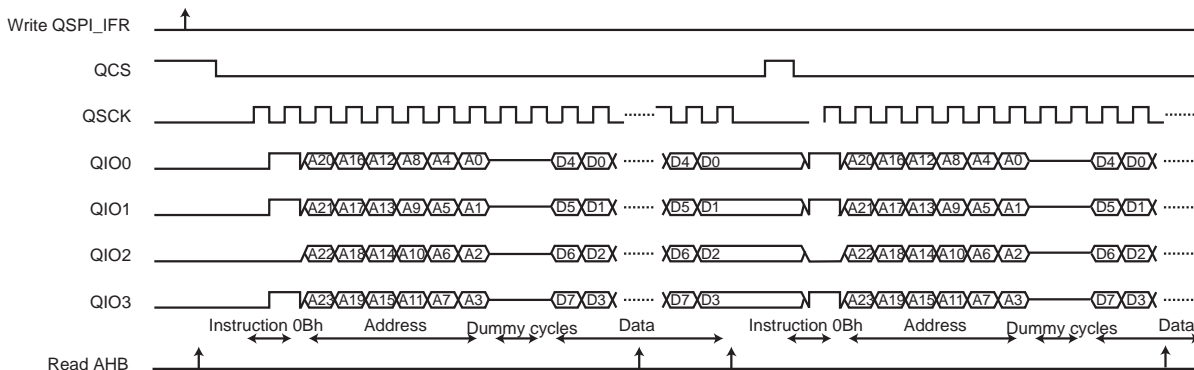 Write QSPI_IFR
QCS
QSCK
QIO0 A20 A16 A12 A8 A4 A0 D4 D0 D4 D0 A20 A16 A12 A8 A4 A0 D4 D0
QIO1 A21 A17 A13 A9 A5 A1 D5 D1 D5 D1 A21 A17 A13 A9 A5 A1 D5 D1
QIO2 A22 A18 A14 A10 A6 A2 D6 D2 D6 D2 A22 A18 A14 A10 A6 A2 D6 D2
QIO3 A23 A19 A15 A11 A7 A3 D7 D3 D7 D3 A23 A19 A15 A11 A7 A3 D7 D3
Instruction 0Bh Address Dummy cycles Data Instruction 0Bh Address Dummy cycles Data
Read AHB